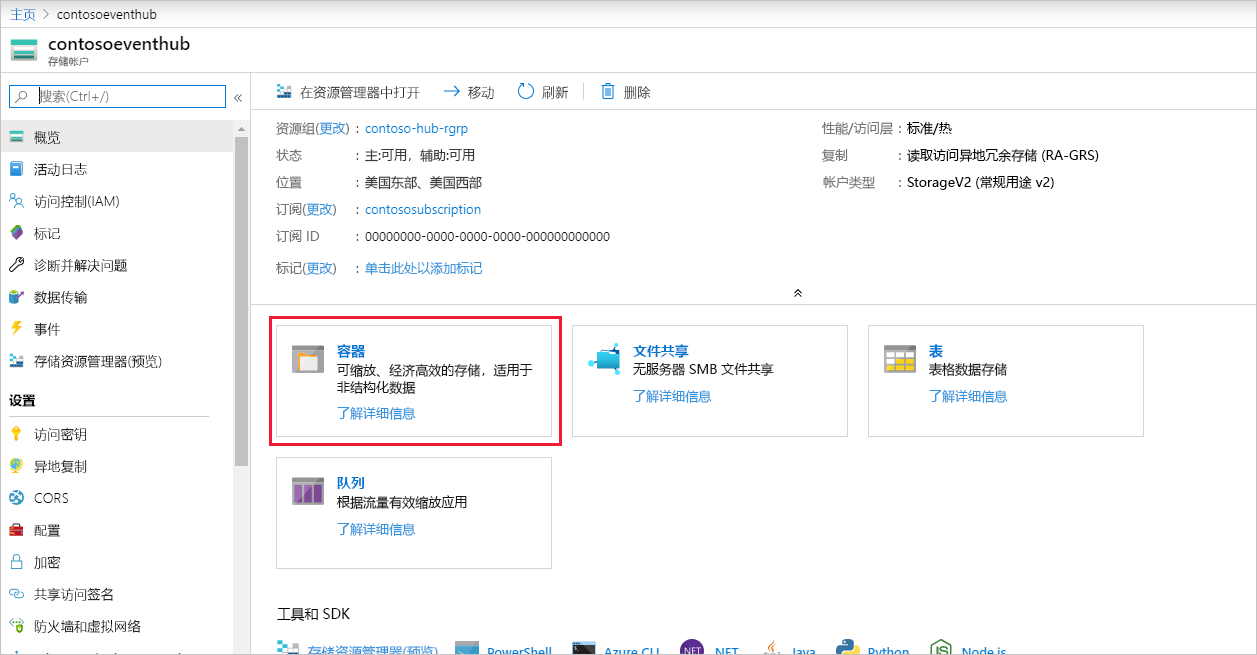 主页 > contosoeventhub
contosoeventhub
存储帐户
搜索(Ctrl+/)
«
概览
活动日志
访问控制(IAM)
标记
诊断并解决问题
数据传输
事件
存储资源管理器(预览)
设置
访问密钥
异地复制
CORS
配置
加密
共享访问签名
防火墙和虚拟网络
在资源管理器中打开 移动 刷新 删除
资源组(更改) : contoso-hub-rgrp
状态 : 主:可用，辅助:可用
位置 : 美国东部、美国西部
订阅(更改) : contososubscription
订阅 ID : 00000000-0000-0000-0000-000000000000
标记(更改) : 单击此处以添加标记
性能/访问层 : 标准/热
复制 : 读取访问异地冗余存储 (RA-GRS)
帐户类型 : StorageV2 (常规用途 v2)
容器
可缩放、经济高效的存储，适用于
非结构化数据
了解详细信息
文件共享
无服务器 SMB 文件共享
了解详细信息
表
表格数据存储
了解详细信息
队列
根据流量有效缩放应用
了解详细信息
工具和 SDK
存储资源管理器(预览) PowerShell Azure CLI .NET Java Python Node.js